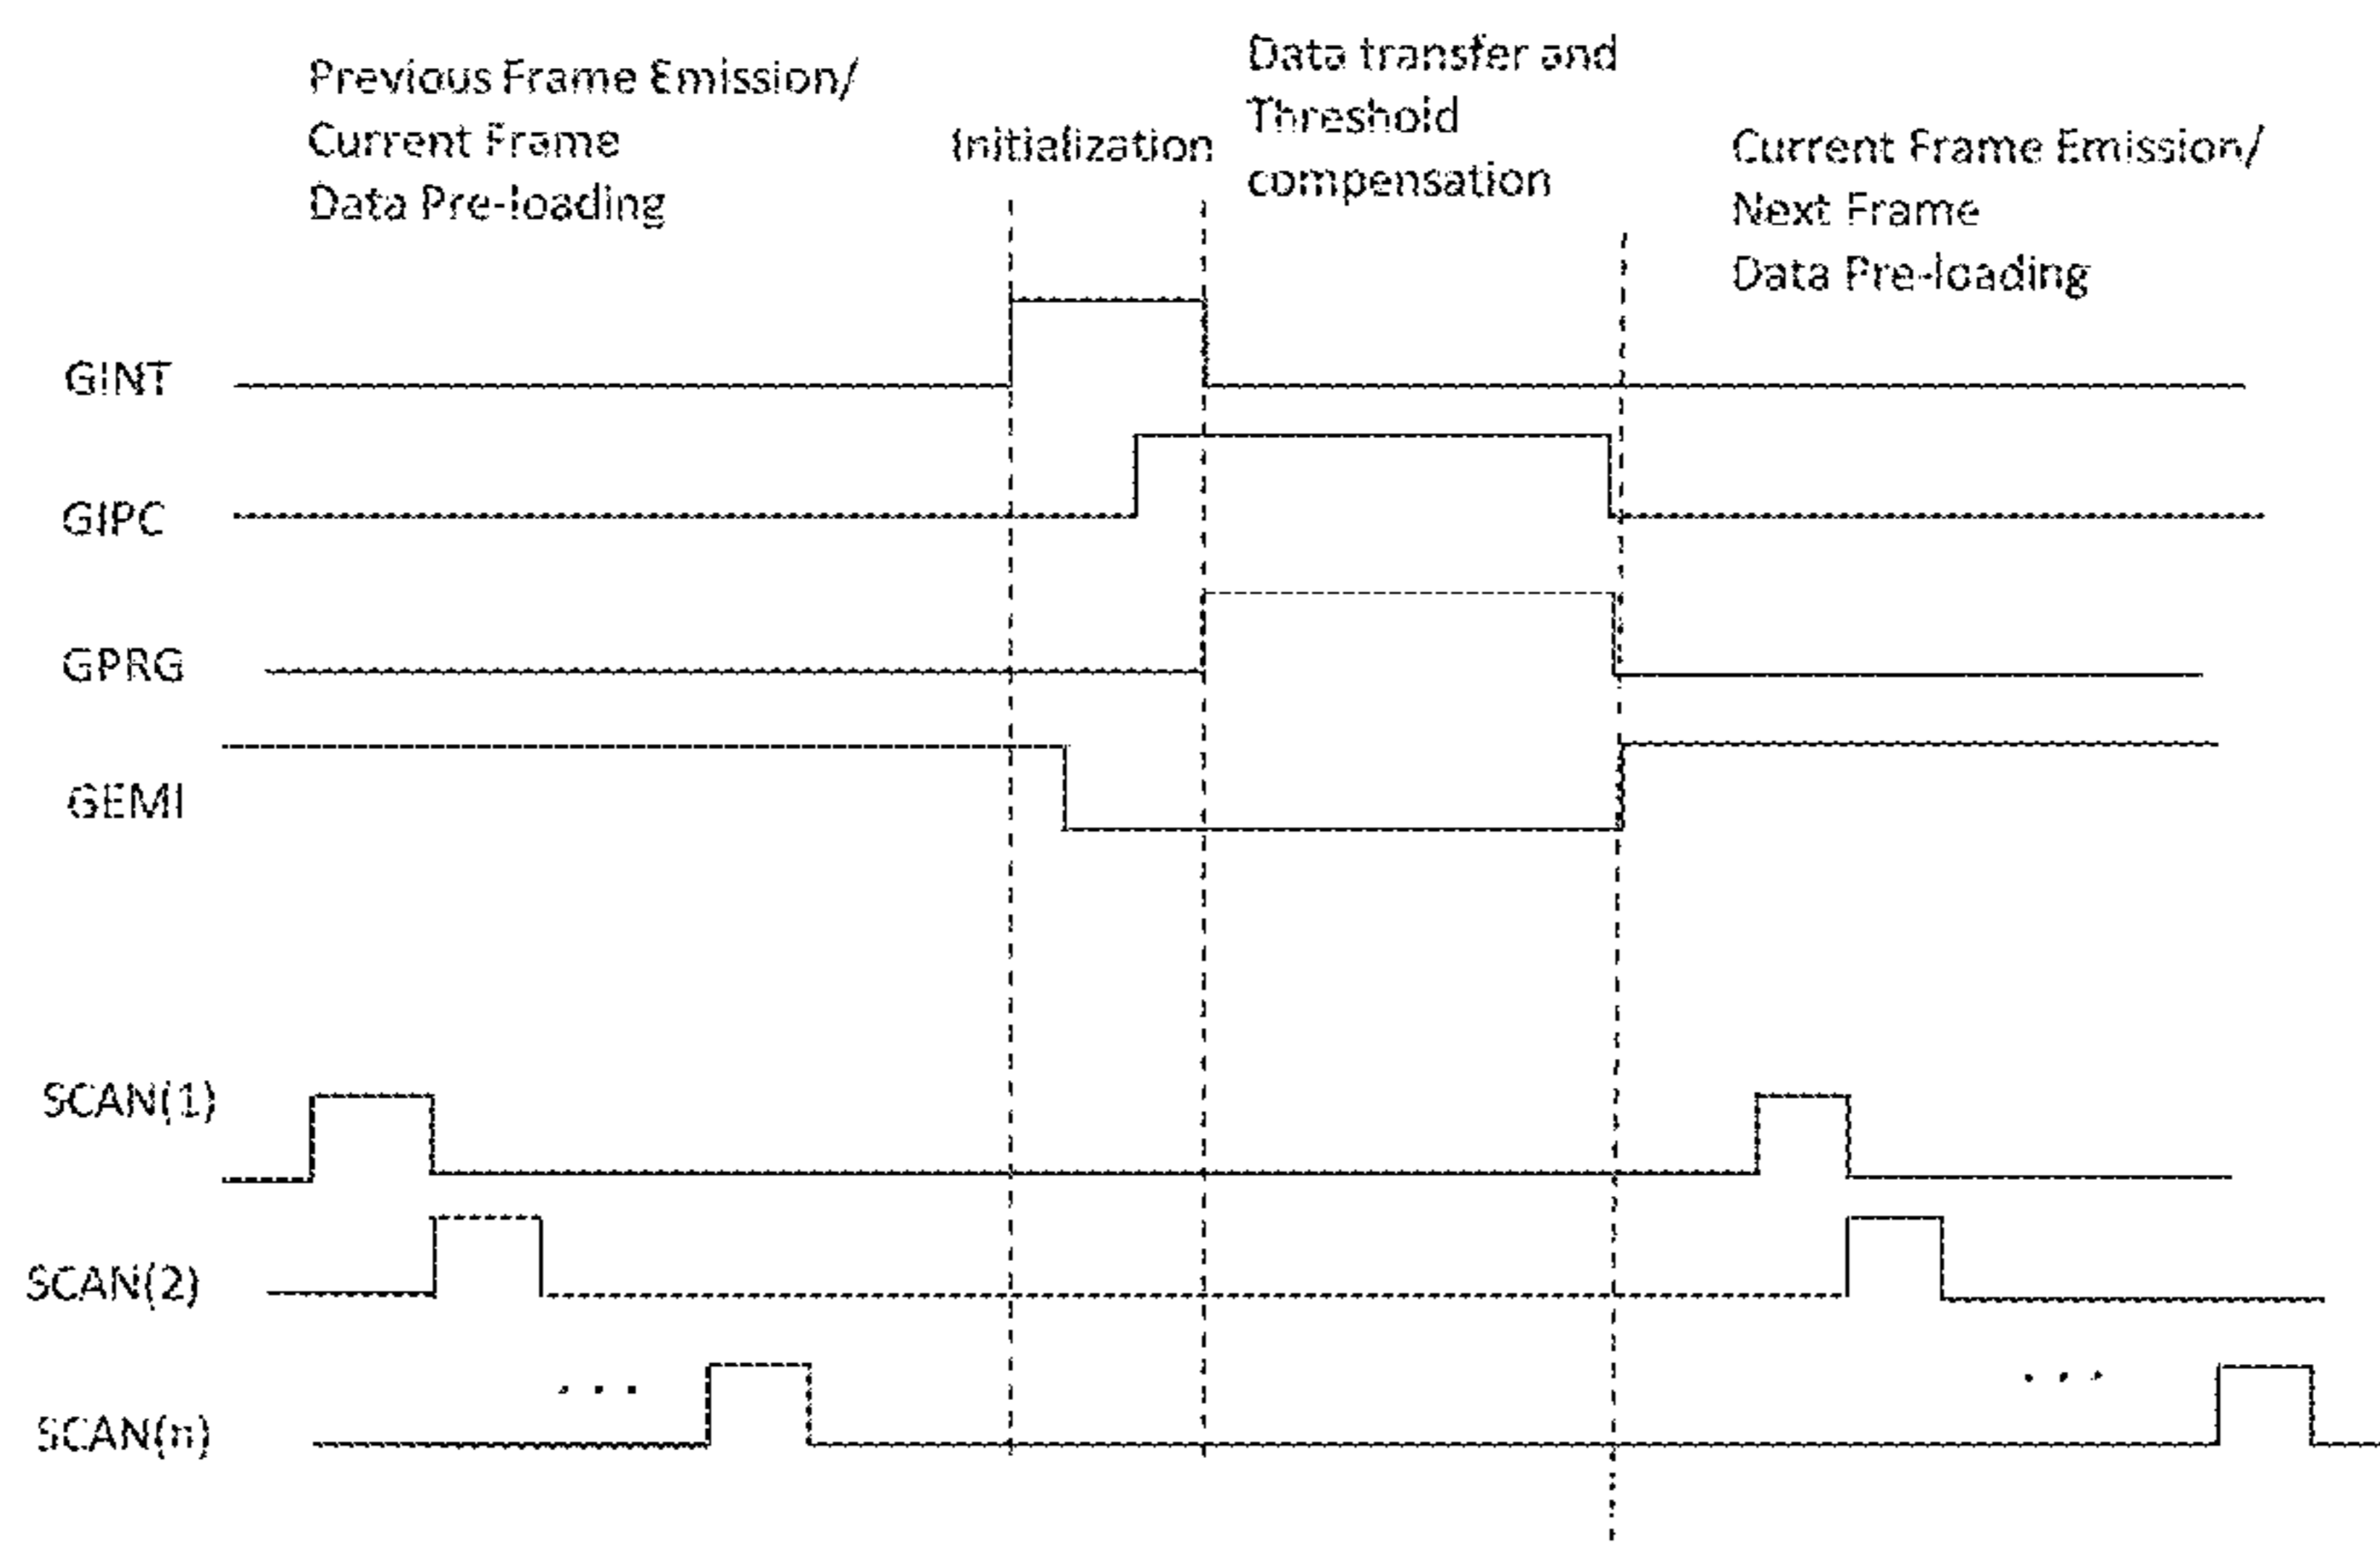 Previous Frame Emission/
Current Frame
Data Pre-loading
Initialization
Data transfer and
Threshold
compensation
Current Frame Emission/
Next Frame
Data Pre-loading
GINT
GIPC
GPRG
GEMI
SCAN(1)
SCAN(2)
. . .
. . .
SCAN(n)